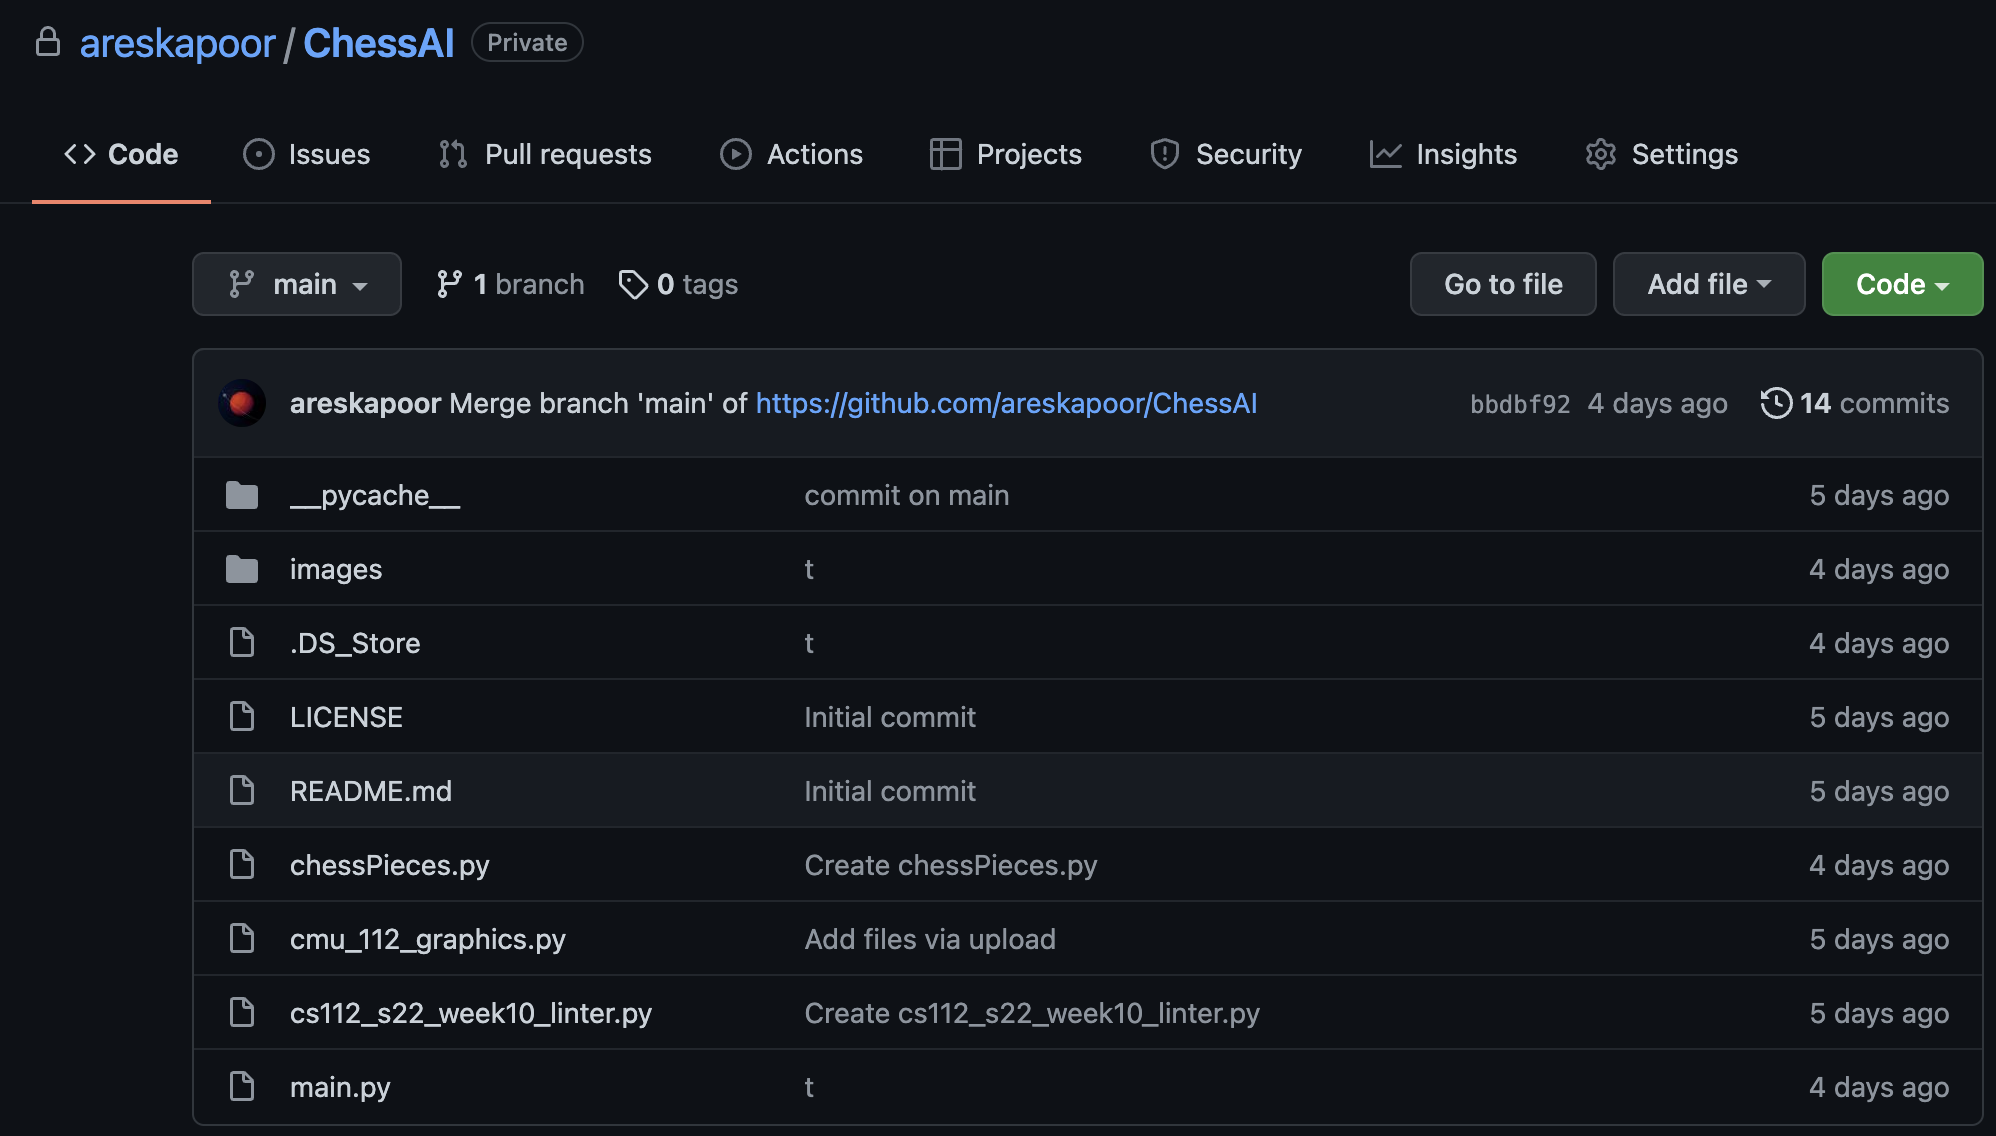 areskapoor / ChessAI Private
Code Issues Pull requests Actions Projects Security Insights Settings
main 1 branch 0 tags Go to file Add file Code
areskapoor Merge branch 'main' of https://github.com/areskapoor/ChessAI bbdbf92 4 days ago 14 commits
__pycache__ commit on main 5 days ago
images t 4 days ago
.DS_Store t 4 days ago
LICENSE Initial commit 5 days ago
README.md Initial commit 5 days ago
chessPieces.py Create chessPieces.py 4 days ago
cmu_112_graphics.py Add files via upload 5 days ago
cs112_s22_week10_linter.py Create cs112_s22_week10_linter.py 5 days ago
main.py t 4 days ago